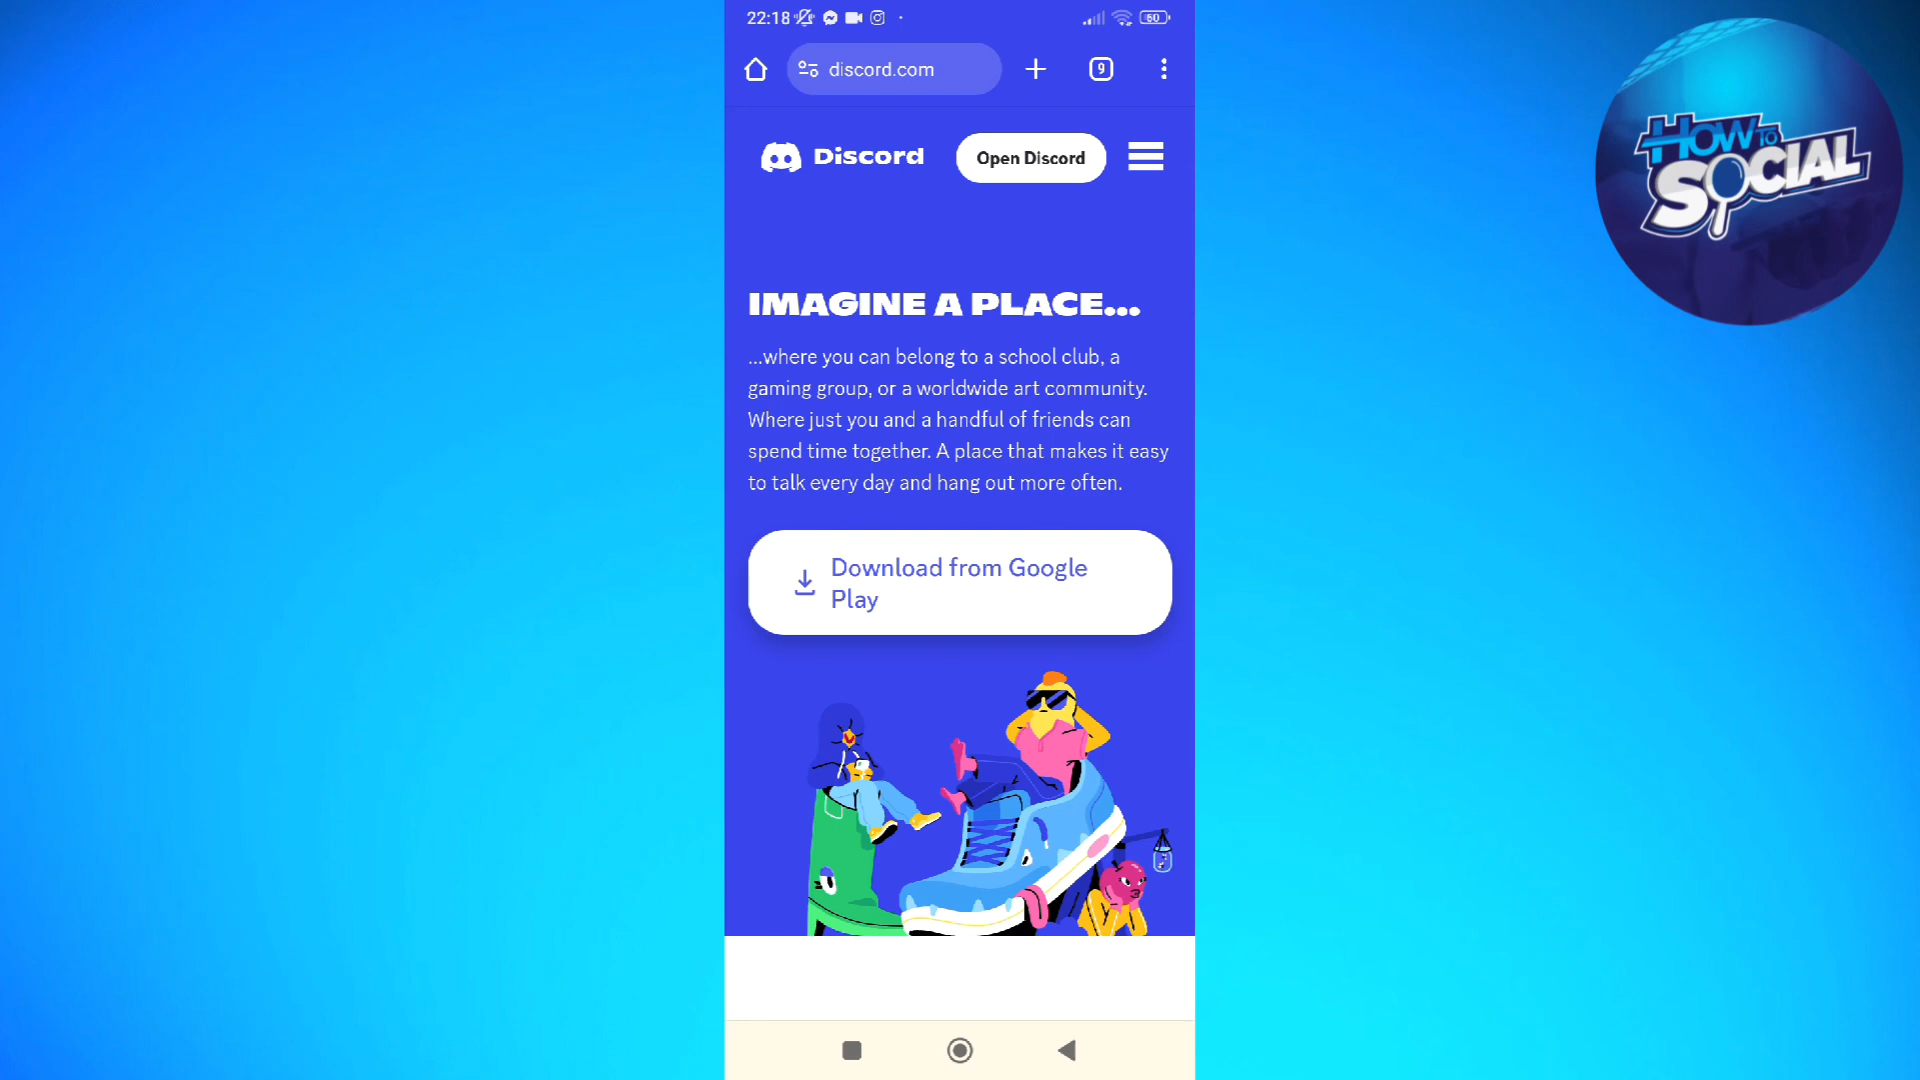 22:18
60
discord.com
9
Discord
Open Discord
HOW TO
SOCIAL
IMAGINE A PLACE...
...where you can belong to a school club, a
gaming group, or a worldwide art community.
Where just you and a handful of friends can
spend time together. A place that makes it easy
to talk every day and hang out more often.
Download from Google
Play